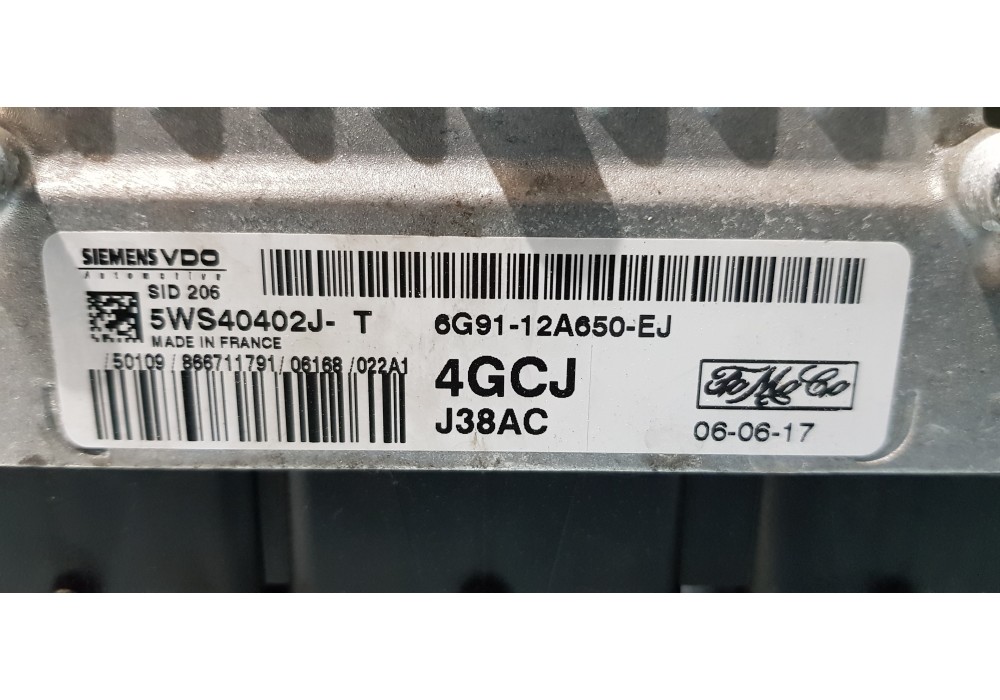 SIEMENS VDO
Automotive
SID 206
5WS40402J- T
MADE IN FRANCE
/50109 / 866711791/ 06168 /022A1
6G91-12A650-EJ
4GCJ
J38AC
FoMoCo
06-06-17